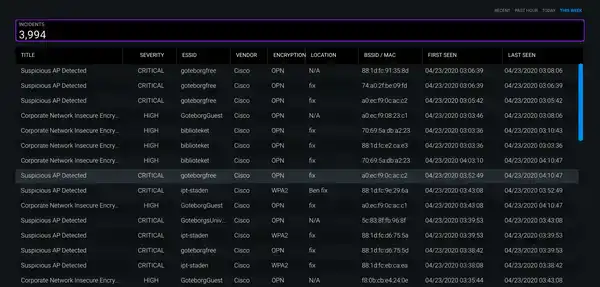 RECENT PAST HOUR TODAY THIS WEEK
INCIDENTS
3,994
TITLE SEVERITY ESSID VENDOR ENCRYPTION LOCATION BSSID / MAC FIRST SEEN LAST SEEN
Suspicious AP Detected CRITICAL goteborgfree Cisco OPN N/A 88:1d:fc:91:35:8d 04/23/2020 03:06:39 04/23/2020 03:08:06
Suspicious AP Detected CRITICAL goteborgfree Cisco OPN fix 74:a0:2f:be:09:fd 04/23/2020 03:06:39 04/23/2020 03:06:39
Suspicious AP Detected CRITICAL goteborgfree Cisco OPN fix a0:ec:f9:0c:ac:c2 04/23/2020 03:05:42 04/23/2020 03:05:42
Corporate Network Insecure Encry... HIGH GoteborgGuest Cisco OPN N/A a0:ec:f9:08:23:c1 04/23/2020 03:03:46 04/23/2020 03:08:06
Corporate Network Insecure Encry... HIGH biblioteket Cisco OPN fix 70:69:5a:db:a2:23 04/23/2020 03:03:36 04/23/2020 03:10:43
Corporate Network Insecure Encry... HIGH biblioteket Cisco OPN fix 88:1d:fc:e2:ca:e3 04/23/2020 03:03:36 04/23/2020 03:03:36
Corporate Network Insecure Encry... HIGH biblioteket Cisco OPN fix 70:69:5a:db:a2:23 04/23/2020 04:03:10 04/23/2020 04:10:47
Suspicious AP Detected CRITICAL goteborgfree Cisco OPN fix a0:ec:f9:0c:ac:c2 04/23/2020 03:52:49 04/23/2020 04:10:47
Suspicious AP Detected CRITICAL ipt-staden Cisco WPA2 Ben fix 88:1d:fc:9e:29:6a 04/23/2020 03:43:08 04/23/2020 03:52:49
Corporate Network Insecure Encry... HIGH GoteborgGuest Cisco OPN fix a0:ec:f9:0c:ac:c1 04/23/2020 03:43:08 04/23/2020 04:10:47
Suspicious AP Detected CRITICAL GoteborgsUniv... Cisco OPN N/A 5c:83:8f:fb:96:8f 04/23/2020 03:39:53 04/23/2020 03:43:08
Suspicious AP Detected CRITICAL ipt-staden Cisco WPA2 fix 88:1d:fc:d6:75:5a 04/23/2020 03:39:53 04/23/2020 03:39:53
Suspicious AP Detected CRITICAL goteborgfree Cisco OPN fix 88:1d:fc:d6:75:5d 04/23/2020 03:38:42 04/23/2020 03:39:53
Suspicious AP Detected CRITICAL ipt-staden Cisco WPA2 fix 88:1d:fc:eb:ca:ea 04/23/2020 03:38:42 04/23/2020 03:38:42
Corporate Network Insecure Encry... HIGH GoteborgGuest Cisco OPN N/A f8:0b:cb:e4:24:0e 04/23/2020 03:35:44 04/23/2020 03:43:08